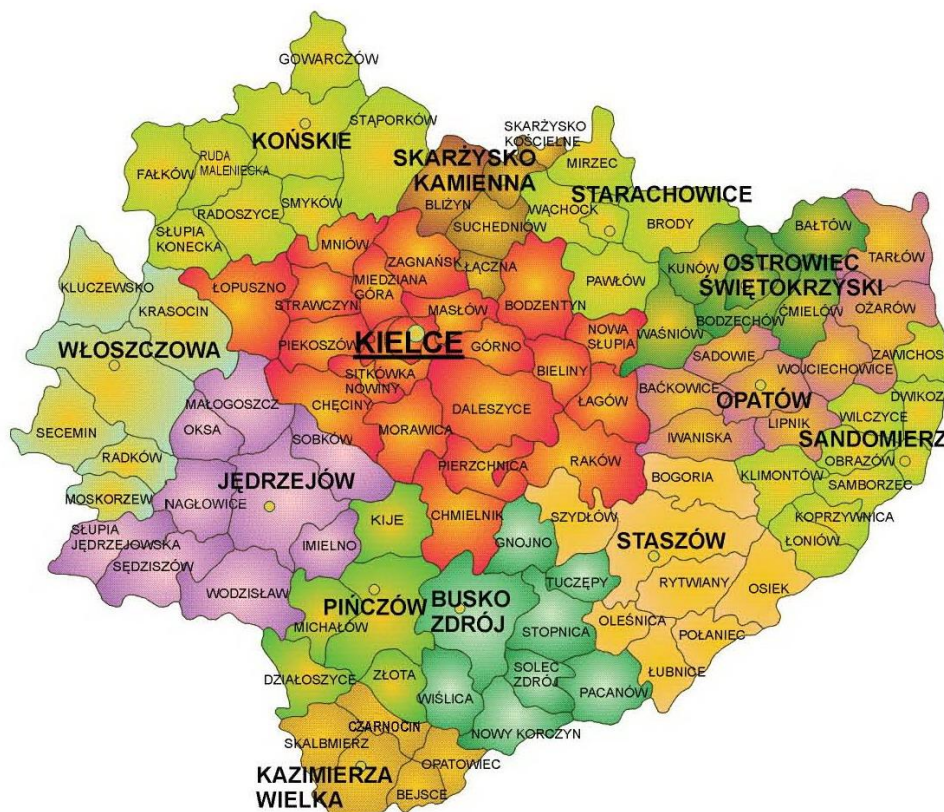 GOWARCZÓW
STĄPORKÓW
KOŃSKIE
SKARŻYSKO
KOŚCIELNE
RUDA
MALENIECKA
FAŁKÓW
SKARŻYSKO
KAMIENNA
MIRZEC
STARACHOWICE
SMYKÓW
RADOSZYCE
BLIŻYN
WĄCHOCK
BRODY
SŁUPIA
KONECKA
SUCHEDNIÓW
BAŁTÓW
MNIÓW
ZAGNAŃSK
ŁĄCZNA
KUNÓW
OSTROWIEC
ŚWIĘTOKRZYSKI
TARŁÓW
KLUCZEWSKO
ŁOPUSZNO
MIEDZIANA
GÓRA
STRAWCZYN
BODZENTYN
PAWŁÓW
KRASOCIN
MASŁÓW
OŻARÓW
ĆMIELÓW
BODZECHÓW
WAŚNIÓW
NOWA
SŁUPIA
WŁOSZCZOWA
PIEKOSZÓW
KIELCE
GÓRNO
SADOWIE
WOJCIECHOWICE
ZAWICHOS
BIELINY
SITKÓWKA
NOWINY
BAĆKOWICE
OPATÓW
DWIKOZ
MAŁOGOSZCZ
CHĘCINY
DALESZYCE
ŁAGÓW
WILCZYCE
LIPNIK
OKSA
MORAWICA
IWANISKA
SANDOMIERZ
SECEMIN
SOBKÓW
OBRAZÓW
RADKÓW
PIERZCHNICA
RAKÓW
KLIMONTÓW
JĘDRZEJÓW
BOGORIA
SAMBORZEC
MOSKORZEW
NAGŁOWICE
CHMIELNIK
SZYDŁÓW
KOPRZYWNICA
KIJE
SŁUPIA
JĘDRZEJOWSKA
IMIELNO
GNOJNO
STASZÓW
ŁONIÓW
SĘDZISZÓW
TUCZĘPY
RYTWIANY
OSIEK
WODZISŁAW
PIŃCZÓW
BUSKO
ZDRÓJ
OLEŚNICA
MICHAŁÓW
STOPNICA
POŁANIEC
DZIAŁOSZYCE
ZŁOTA
SOLEC
ZDRÓJ
ŁUBNICE
WIŚLICA
PACANÓW
CZARNOCIN
NOWY KORCZYN
SKALBMIERZ
OPATOWIEC
KAZIMIERZA
WIELKA
BEJSCE